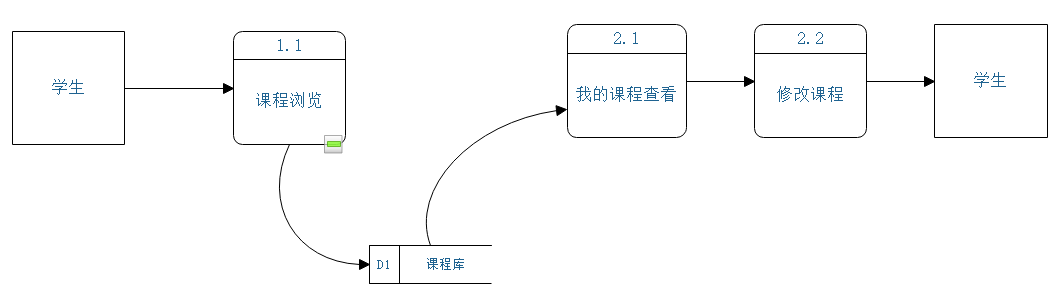 学生
1.1
课程浏览
D1
课程库
2.1
我的课程查看
2.2
修改课程
学生